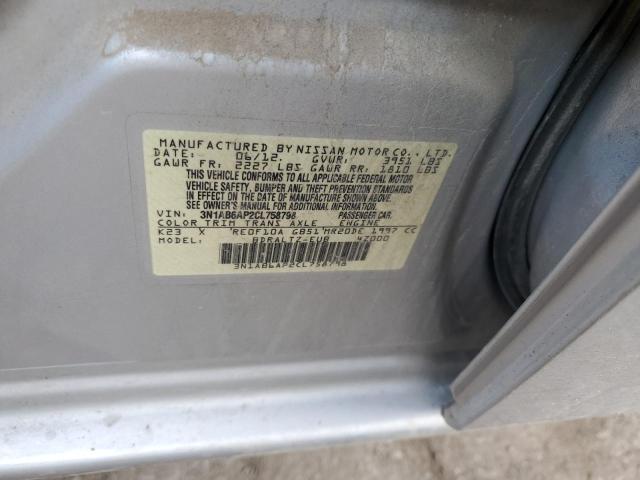 MANUFACTURED BY NISSAN MOTOR CO., LTD.
DATE: 06/12. GVWR: 3951 LBS
GAWR FR: 2227 LBS GAWR RR: 1810 LBS
THIS VEHICLE CONFORMS TO ALL APPLICABLE FEDERAL MOTOR
VEHICLE SAFETY, BUMPER AND THEFT PREVENTION STANDARDS
IN EFFECT ON THE DATE OF MANUFACTURE SHOWN ABOVE.
SEE OWNER'S MANUAL FOR ADDITIONAL INFORMATION.
VIN: 3N1AB6AP2CL758798 PASSENGER CAR.
COLOR TRIM TRANS AXLE ENGINE
K23 X RE0F10A GB51 MR20DE 1997 CC
MODEL: BDRALTZ-EUB 4Z000
3N1AB6AP2CL758798